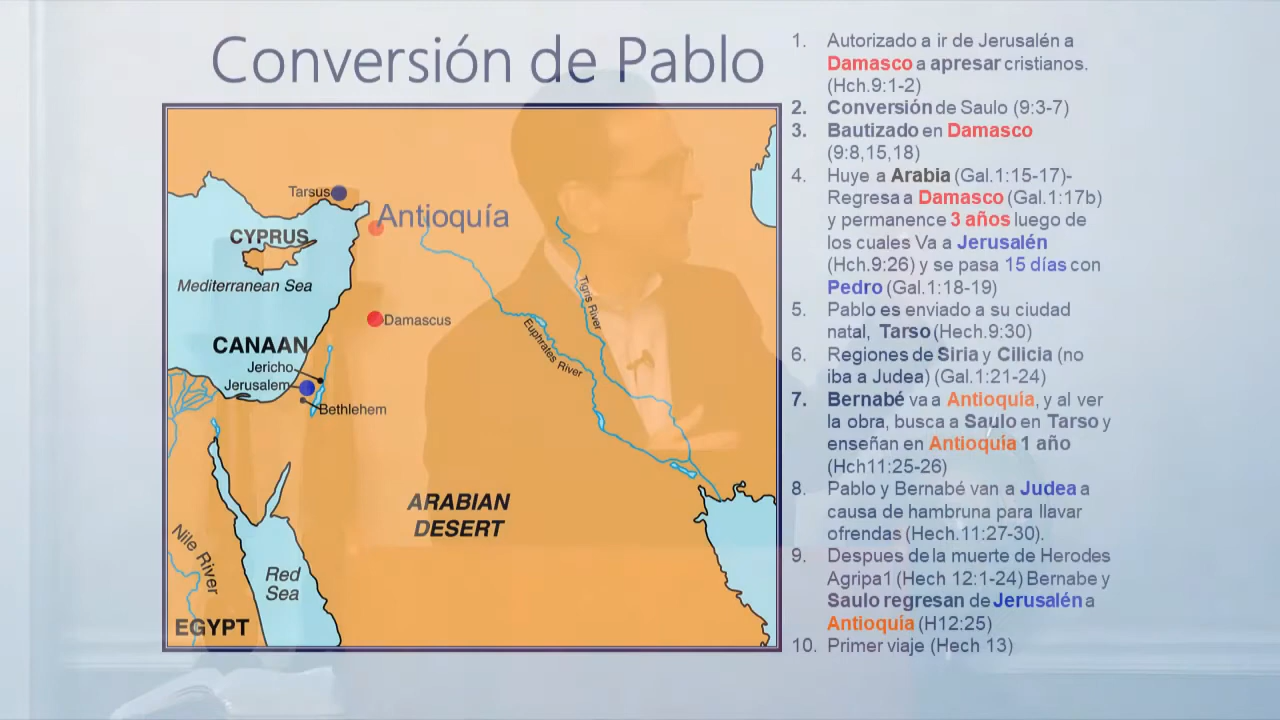 Conversión de Pablo
Tarsus
Antioquía
CYPRUS
Mediterranean Sea
Damascus
CANAAN
Jericho
Jerusalem
Bethlehem
Tigris River
Euphrates River
ARABIAN
DESERT
Nile River
Red
Sea
EGYPT
1. Autorizado a ir de Jerusalén a
Damasco a apresar cristianos.
(Hch.9:1-2)
2. Conversión de Saulo (9:3-7)
3. Bautizado en Damasco
(9:8,15,18)
4. Huye a Arabia (Gal.1:15-17)-
Regresa a Damasco (Gal.1:17b)
y permanence 3 años luego de
los cuales Va a Jerusalén
(Hch.9:26) y se pasa 15 días con
Pedro (Gal.1:18-19)
5. Pablo es enviado a su ciudad
natal, Tarso (Hech.9:30)
6. Regiones de Siria y Cilicia (no
iba a Judea) (Gal.1:21-24)
7. Bernabé va a Antioquía, y al ver
la obra, busca a Saulo en Tarso y
enseñan en Antioquía 1 año
(Hch11:25-26)
8. Pablo y Bernabé van a Judea a
causa de hambruna para llavar
ofrendas (Hech.11:27-30).
9. Despues de la muerte de Herodes
Agripa1 (Hech 12:1-24) Bernabe y
Saulo regresan de Jerusalén a
Antioquía (H12:25)
10. Primer viaje (Hech 13)